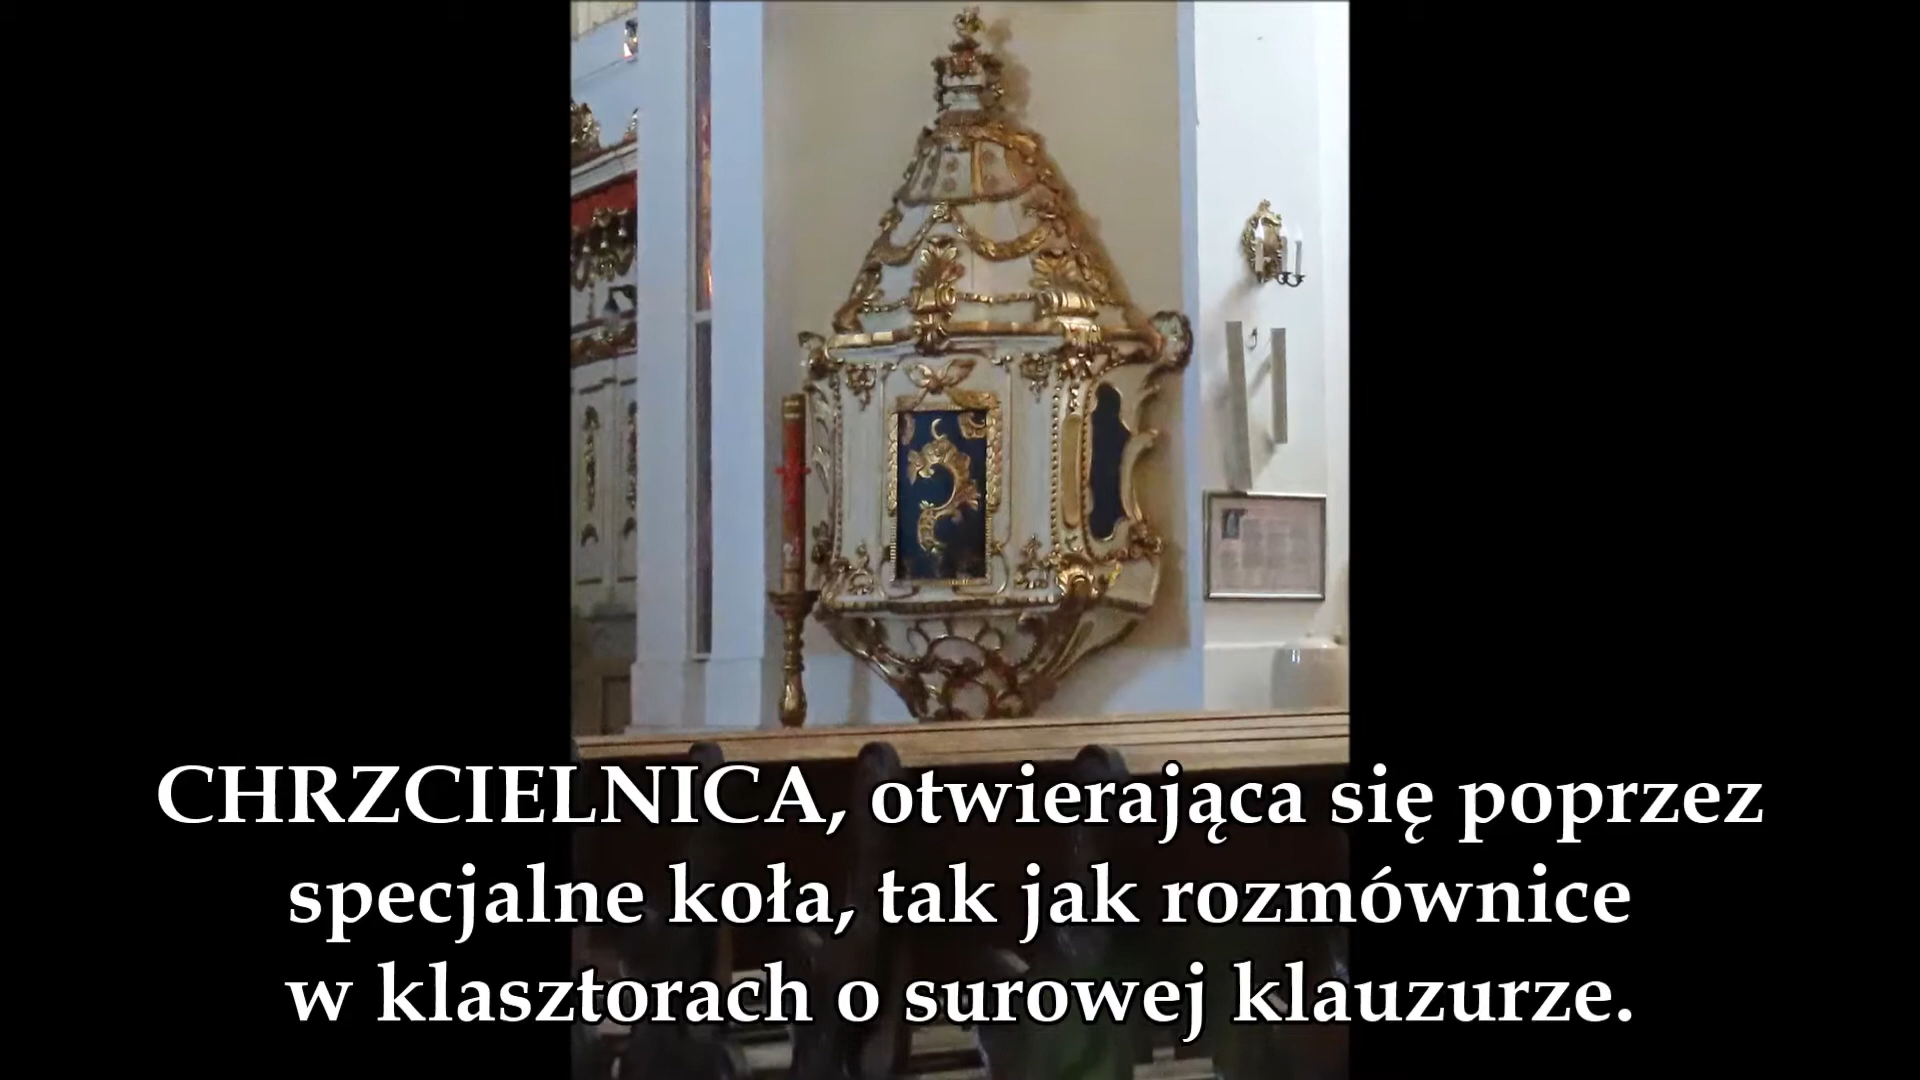 CHRZCIELNICA, otwierająca się poprzez
specjalne koła, tak jak rozmównice
w klasztorach o surowej klauzurze.